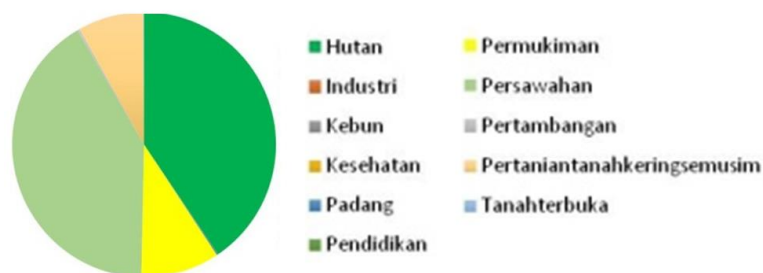 Hutan
Industri
Kebun
Kesehatan
Padang
Pendidikan
Permukiman
Persawahan
Pertambangan
Pertaniantanahkeringsemusim
Tanahterbuka